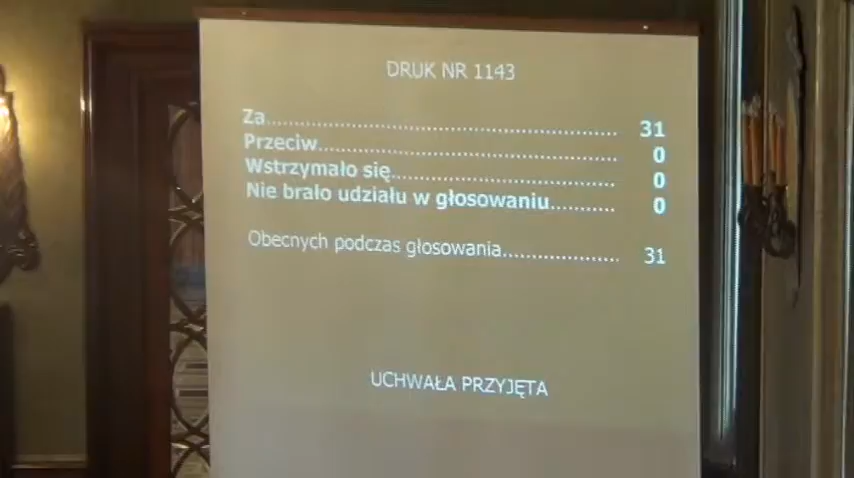 DRUK NR 1143
Za............................................................ 31
Przeciw.................................................... 0
Wstrzymało się....................................... 0
Nie brało udziału w głosowaniu........... 0
Obecnych podczas głosowania.................... 31
UCHWAŁA PRZYJĘTA